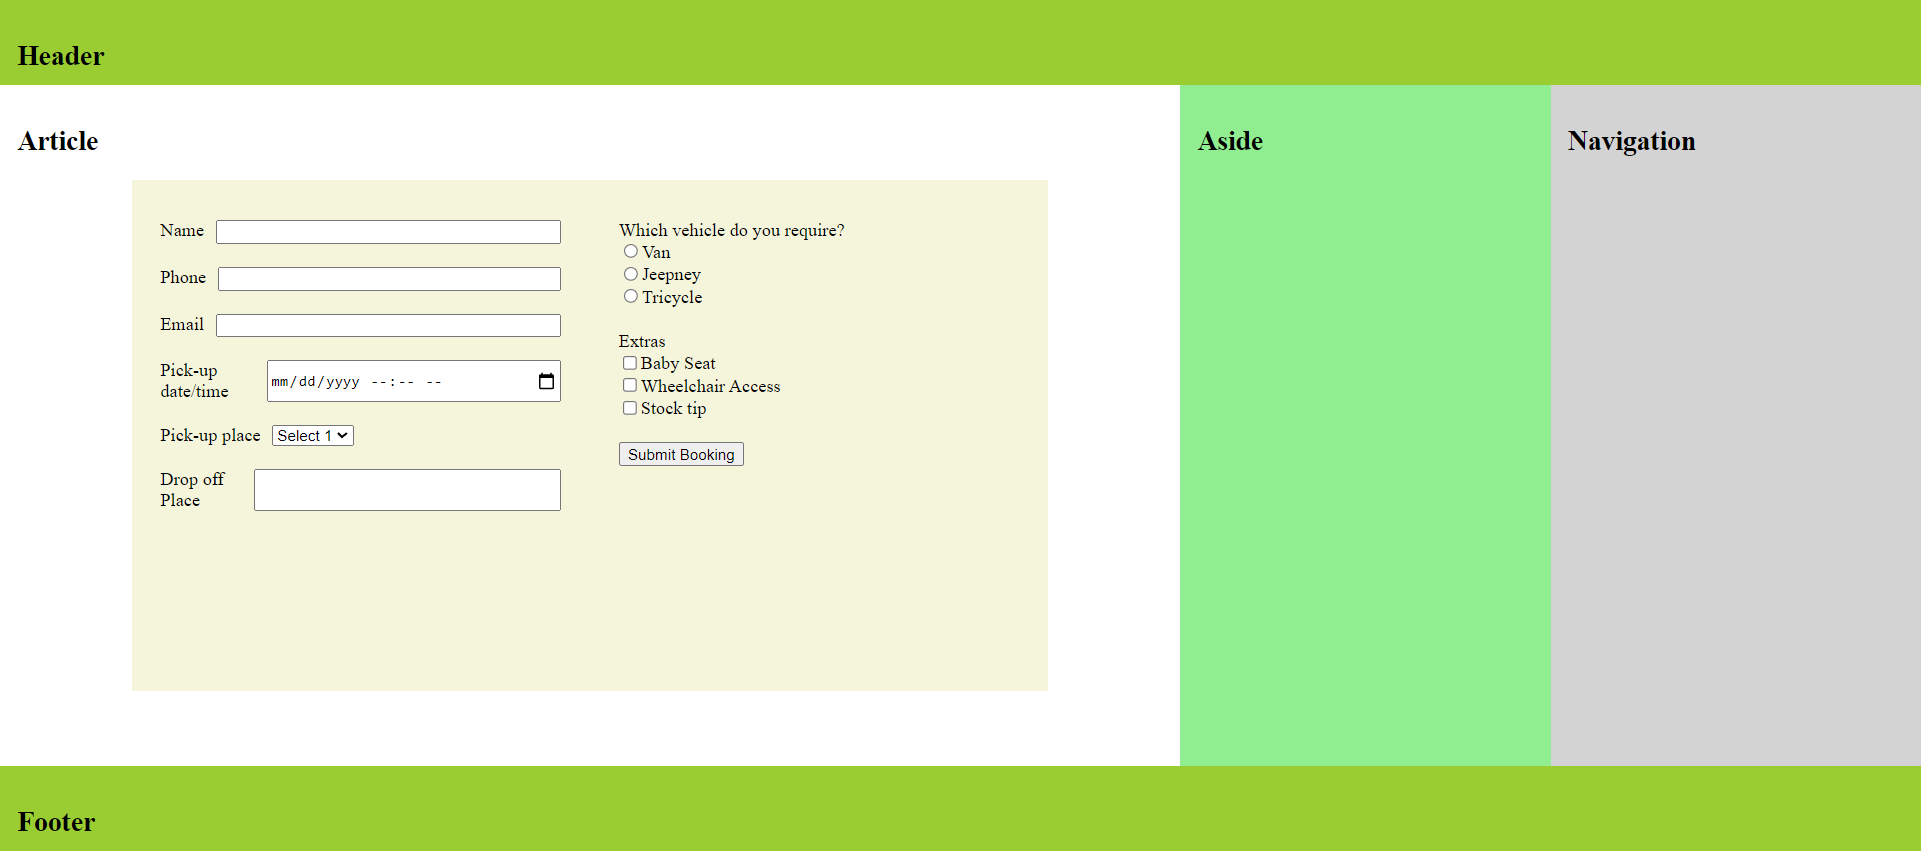 Header
Article
Name
Phone
Email
Pick-up
date/time
mm/dd/yyyy --:-- --
Pick-up place
Select 1
Drop off
Place
Which vehicle do you require?
Van
Jeepney
Tricycle
Extras
Baby Seat
Wheelchair Access
Stock tip
Submit Booking
Aside
Navigation
Footer